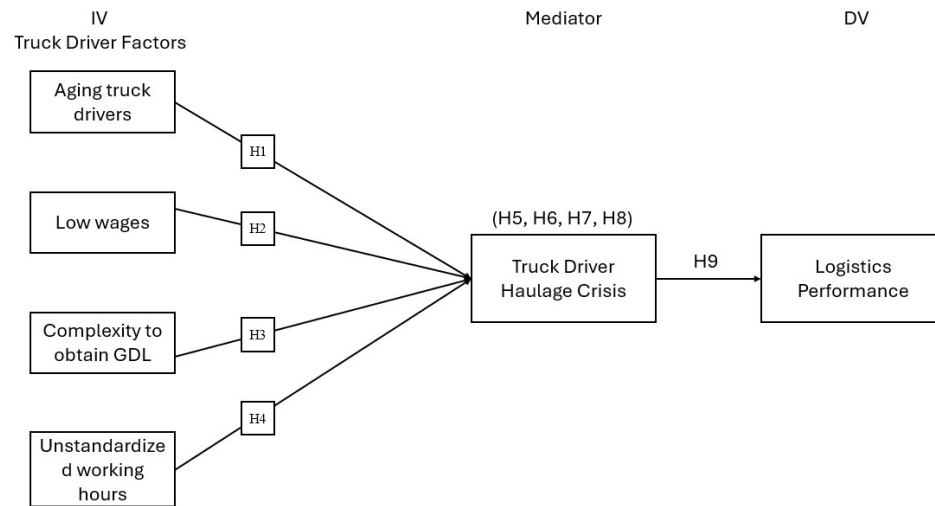 IV
Truck Driver Factors
Mediator
DV
Aging truck
drivers
H1
Low wages
H2
(H5, H6, H7, H8)
Truck Driver
Haulage Crisis
H9
Logistics
Performance
Complexity to
obtain GDL
H3
H4
Unstandardize
d working
hours